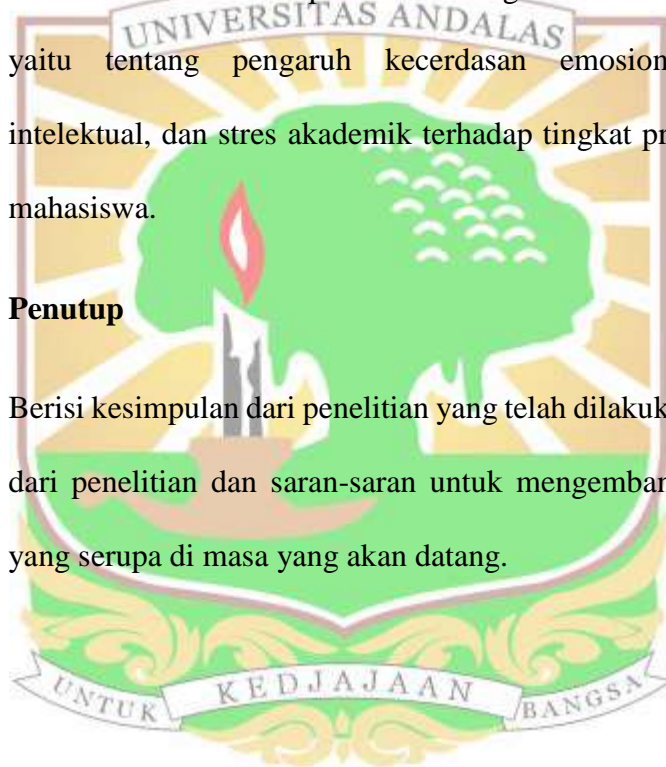 UNIVERSITAS ANDALAS
yaitu tentang pengaruh kecerdasan emosion
intelektual, dan stres akademik terhadap tingkat pr
mahasiswa.
Penutup
Berisi kesimpulan dari penelitian yang telah dilakuk
dari penelitian dan saran-saran untuk mengembar
yang serupa di masa yang akan datang.
UNTUK KEDJAJAAN BANGSA